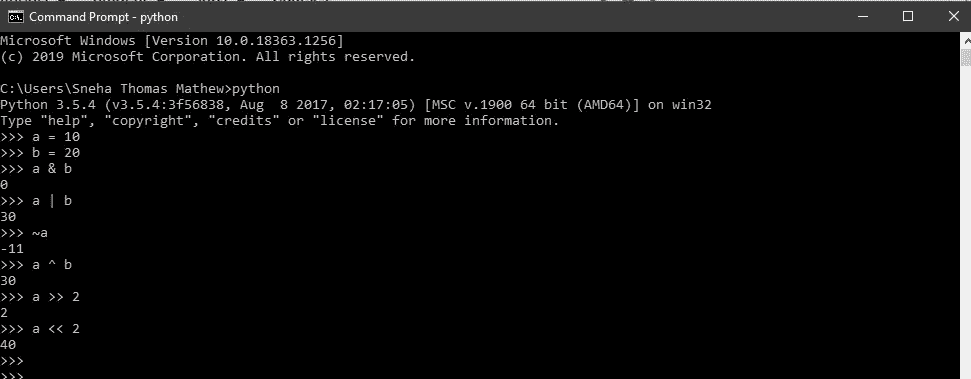 Command Prompt - python
Microsoft Windows [Version 10.0.18363.1256]
(c) 2019 Microsoft Corporation. All rights reserved.
C:\Users\Sneha Thomas Mathew>python
Python 3.5.4 (v3.5.4:3f56838, Aug  8 2017, 02:17:05) [MSC v.1900 64 bit (AMD64)] on win32
Type "help", "copyright", "credits" or "license" for more information.
>>> a = 10
>>> b = 20
>>> a & b
0
>>> a | b
30
>>> ~a
-11
>>> a ^ b
30
>>> a >> 2
2
>>> a << 2
40
>>>
>>>